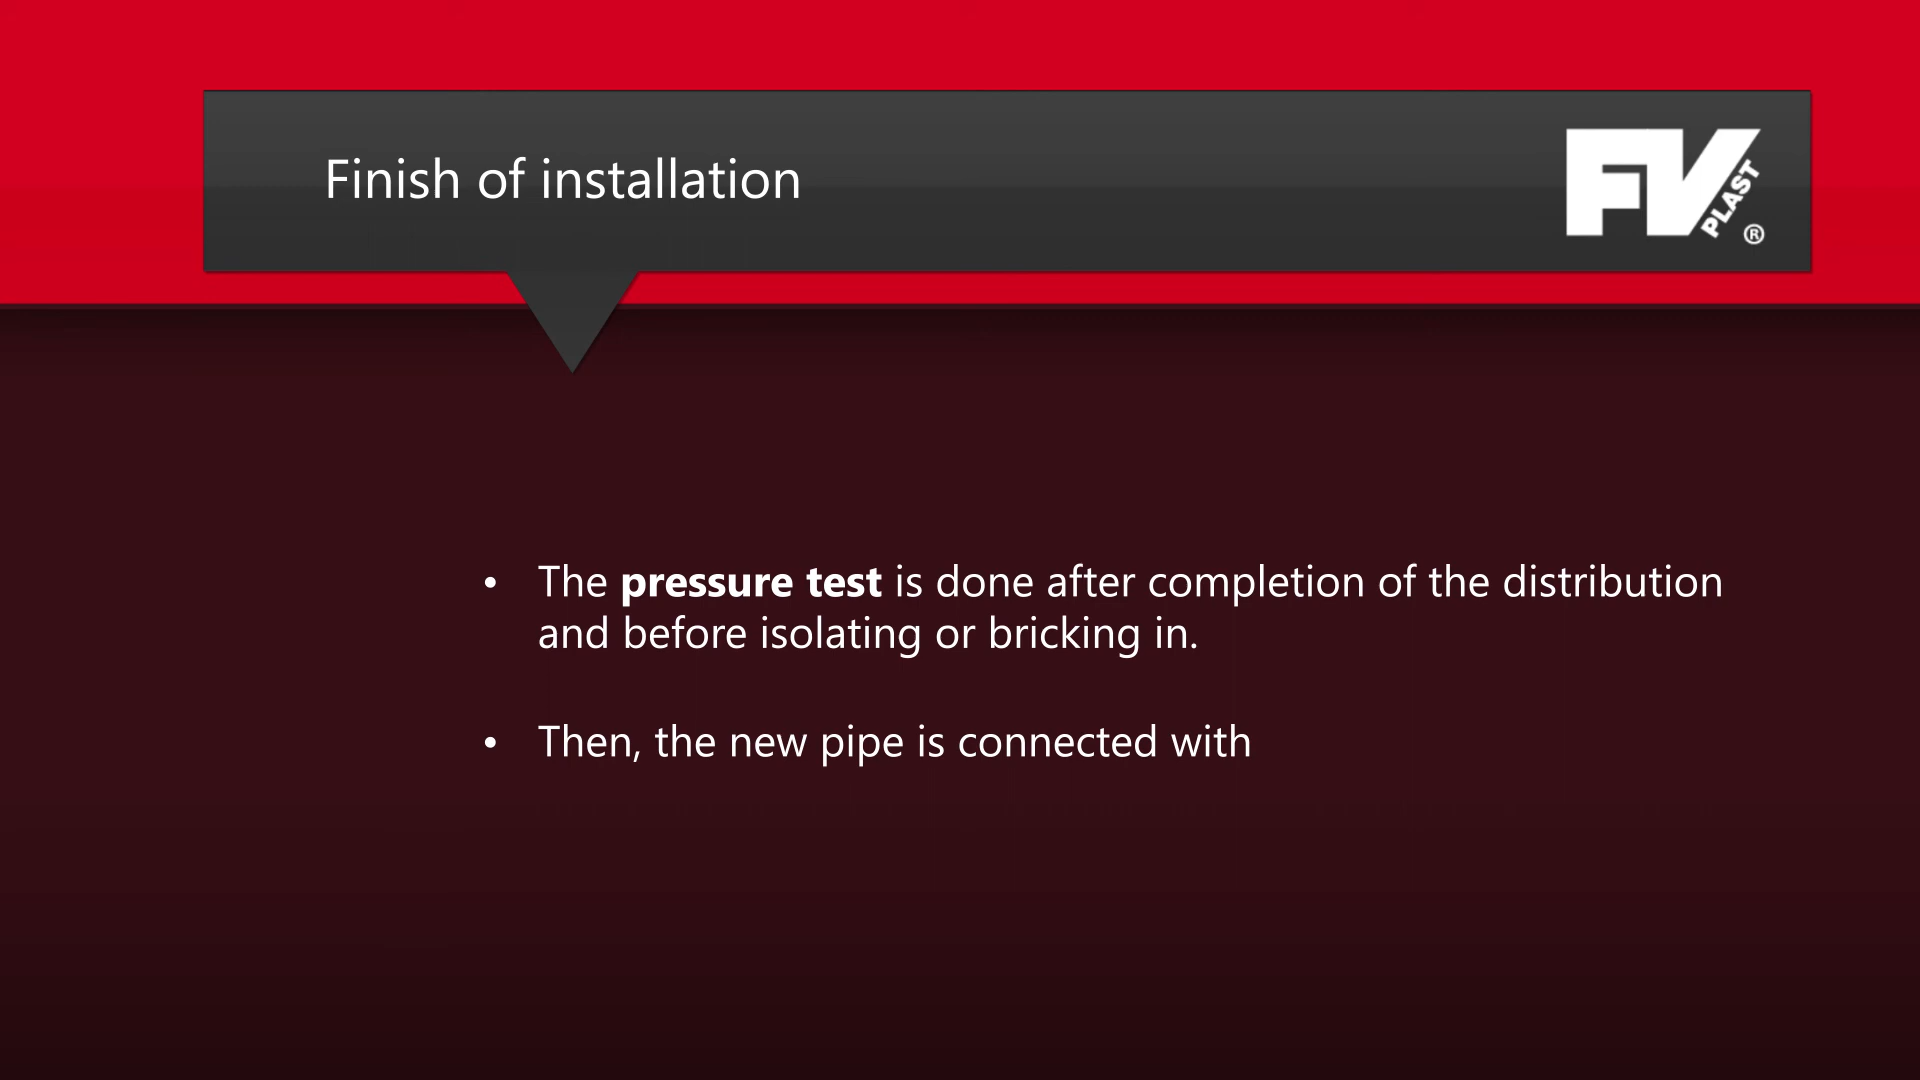 Finish of installation
FV
PLAST
®
• The pressure test is done after completion of the distribution
and before isolating or bricking in.
• Then, the new pipe is connected with